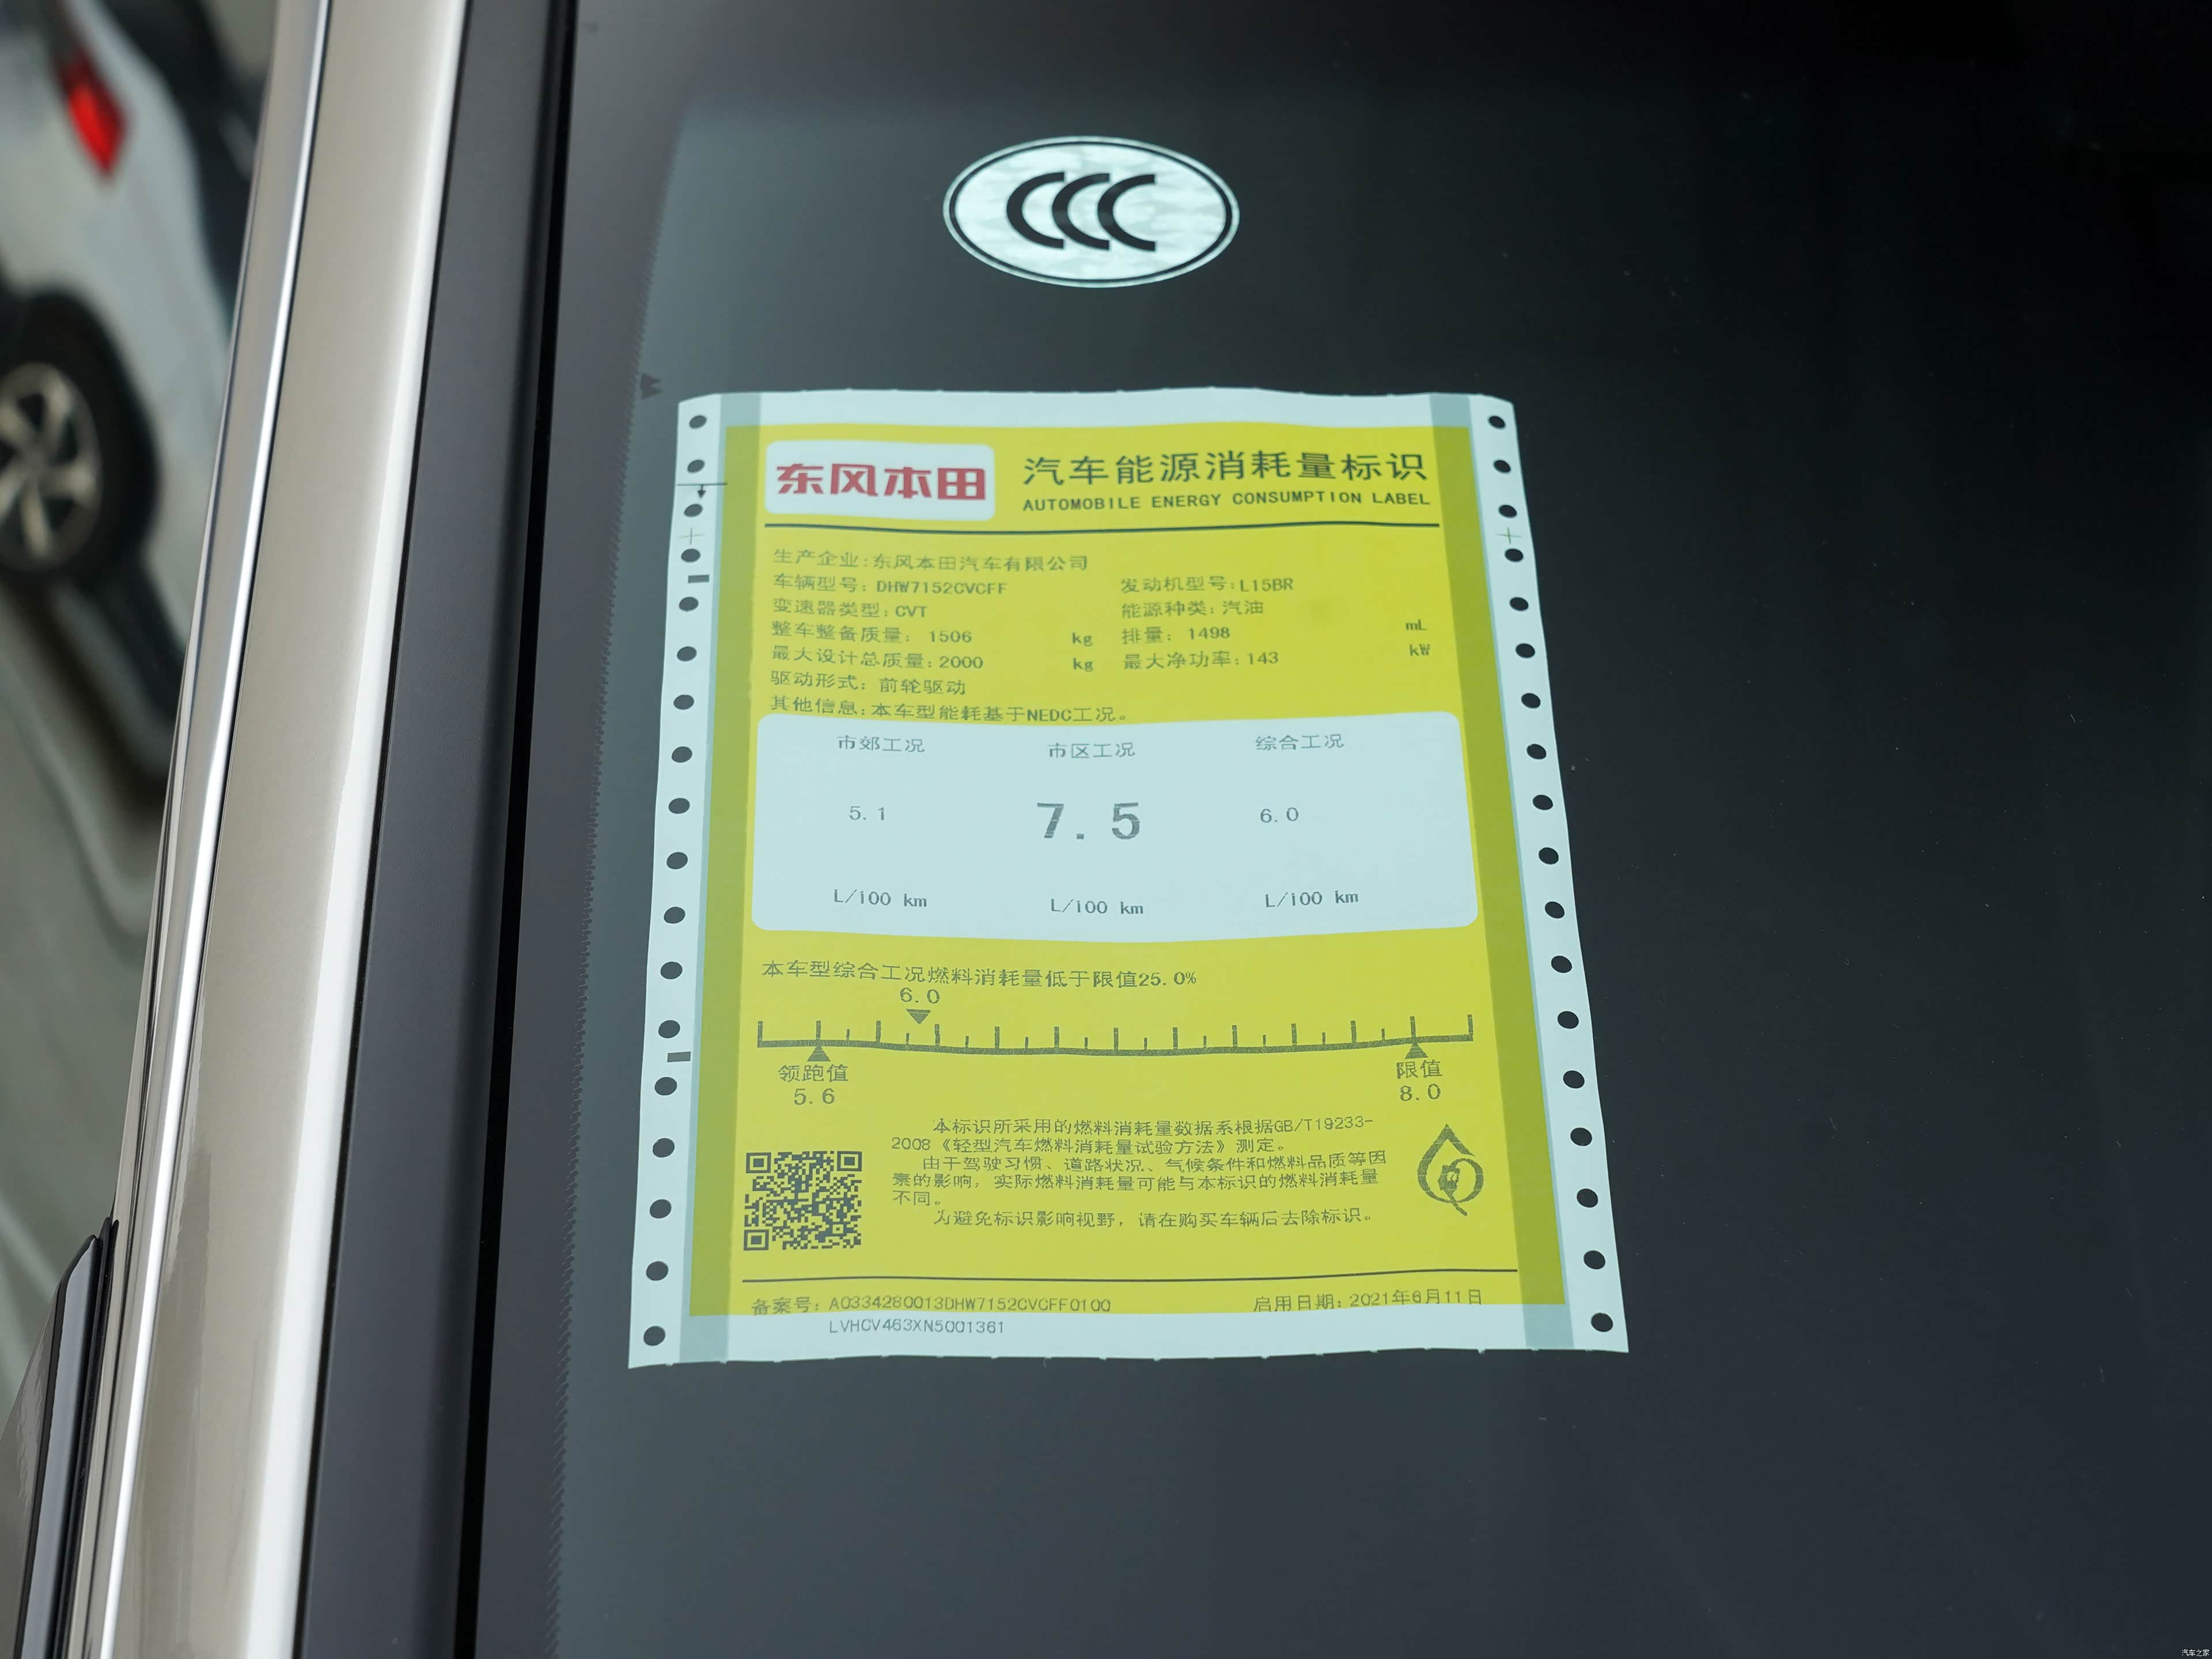 CCC
东风本田
汽车能源消耗量标识
AUTOMOBILE ENERGY CONSUMPTION LABEL
生产企业:东风本田汽车有限公司
车辆型号: DHW7152CVCFF 发动机型号: L15BR
变速器类型: CVT 能源种类: 汽油
整车整备质量: 1506 kg 排量: 1498 mL
最大设计总质量: 2000 kg 最大净功率: 143 kW
驱动形式: 前轮驱动
其他信息: 本车型能耗基于NEDC工况。
市郊工况 市区工况 综合工况
5.1 7.5 6.0
L/100 km L/100 km L/100 km
本车型综合工况燃料消耗量低于限值25.0%
6.0
领跑值 限值
5.6 8.0
本标识所采用的燃料消耗量数据系根据GB/T19233-
2008《轻型汽车燃料消耗量试验方法》测定。
由于驾驶习惯、道路状况、气候条件和燃料品质等因
素的影响, 实际燃料消耗量可能与本标识的燃料消耗量
不同。
为避免标识影响视野, 请在购买车辆后去除标识。
备案号: A0334280013DHW7152CVCFF0100 启用日期: 2021年6月11日
LVHCV463XN5001361
汽车之家